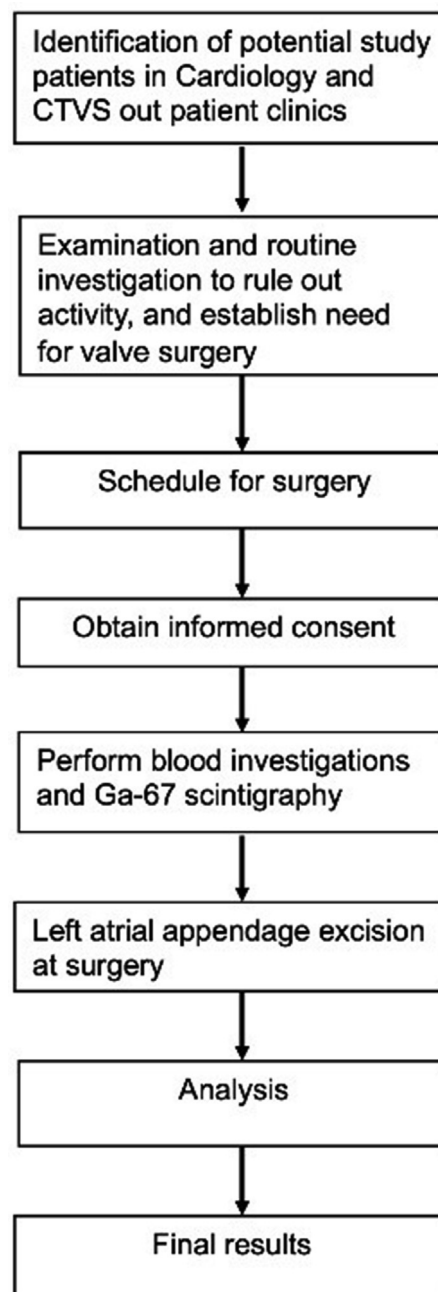 Identification of potential study
patients in Cardiology and
CTVS out patient clinics
Examination and routine
investigation to rule out
activity, and establish need
for valve surgery
Schedule for surgery
Obtain informed consent
Perform blood investigations
and Ga-67 scintigraphy
Left atrial appendage excision
at surgery
Analysis
Final results